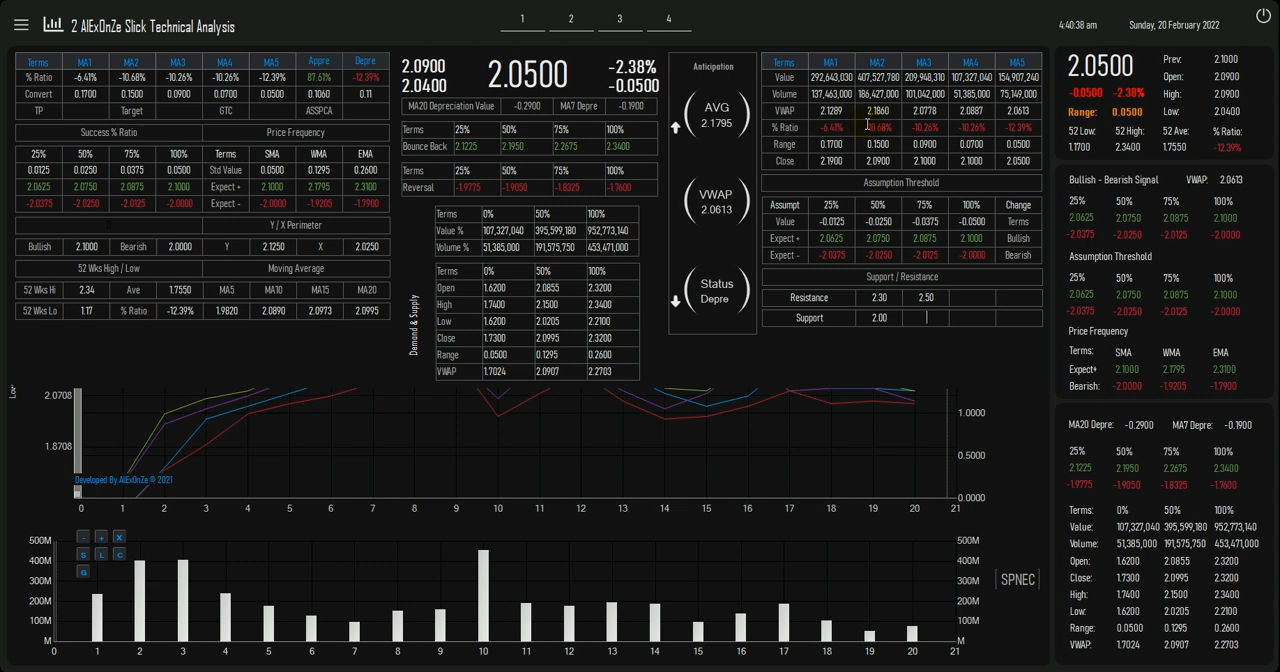 2 AlExOnZe Slick Technical Analysis
1 2 3 4
4:40:38 am Sunday, 20 February 2022
Terms MA1 MA2 MA3 MA4 MA5 Appre Depre
% Ratio -6.41% -10.68% -10.26% -10.26% -12.39% 87.61% -12.39%
Convert 0.1700 0.1500 0.0900 0.0700 0.0500 0.1060 0.11
TP Target GTC ASSPCA
Success % Ratio Price Frequency
25% 50% 75% 100% Terms SMA WMA EMA
0.0125 0.0250 0.0375 0.0500 Std Value 0.0500 0.1295 0.2600
2.0625 2.0750 2.0875 2.1000 Expect + 2.1000 2.1795 2.3100
-2.0375 -2.0250 -2.0125 -2.0000 Expect - -2.0000 -1.9205 -1.7900
Y / X Perimeter
Bullish 2.1000 Bearish 2.0000 Y 2.1250 X 2.0250
52 Wks High / Low Moving Average
52 Wks Hi 2.34 Ave 1.7550 MA5 MA10 MA15 MA20
52 Wks Lo 1.17 % Ratio -12.39% 1.9820 2.0890 2.0973 2.0995
2.0900
2.0400
2.0500
-2.38%
-0.0500
MA20 Depreciation Value -0.2900 MA7 Depre -0.1900
Terms 25% 50% 75% 100%
Bounce Back 2.1225 2.1950 2.2675 2.3400
Terms 25% 50% 75% 100%
Reversal -1.9775 -1.9050 -1.8325 -1.7600
Terms 0% 50% 100%
Value % 107,327,040 395,599,180 952,773,140
Volume % 51,385,000 191,575,750 453,471,000
Demand & Supply
Terms 0% 50% 100%
Open 1.6200 2.0855 2.3200
High 1.7400 2.1500 2.3400
Low 1.6200 2.0205 2.2100
Close 1.7300 2.0995 2.3200
Range 0.0500 0.1295 0.2600
VWAP 1.7024 2.0907 2.2703
Anticipation
AVG
2.1795
VWAP
2.0613
Status
Depre
Terms MA1 MA2 MA3 MA4 MA5
Value 292,643,030 407,527,780 209,948,310 107,327,040 154,907,240
Volume 137,463,000 186,427,000 101,042,000 51,385,000 75,149,000
VWAP 2.1289 2.1860 2.0778 2.0887 2.0613
% Ratio -6.41% -10.68% -10.26% -10.26% -12.39%
Range 0.1700 0.1500 0.0900 0.0700 0.0500
Close 2.1900 2.0900 2.1000 2.1000 2.0500
Assumption Threshold
Assumpt 25% 50% 75% 100% Change
Value -0.0125 -0.0250 -0.0375 -0.0500 Terms
Expect + 2.0625 2.0750 2.0875 2.1000 Bullish
Expect - -2.0375 -2.0250 -2.0125 -2.0000 Bearish
Support / Resistance
Resistance 2.30 2.50
Support 2.00
2.0500
-0.0500 -2.38%
Range: 0.0500
Prev: 2.1000
Open: 2.0900
High: 2.0900
Low: 2.0400
52 Low: 52 High: 52 Ave: % Ratio:
1.1700 2.3400 1.7550 -12.39%
Bullish - Bearish Signal VWAP: 2.0613
25% 50% 75% 100%
2.0625 2.0750 2.0875 2.1000
-2.0375 -2.0250 -2.0125 -2.0000
Assumption Threshold
25% 50% 75% 100%
2.0625 2.0750 2.0875 2.1000
-2.0375 -2.0250 -2.0125 -2.0000
Price Frequency
Terms: SMA WMA EMA
Expect+ 2.1000 2.1795 2.3100
Bearish: -2.0000 -1.9205 -1.7900
MA20 Depre: -0.2900 MA7 Depre: -0.1900
25% 50% 75% 100%
2.1225 2.1950 2.2675 2.3400
-1.9775 -1.9050 -1.8325 -1.7600
Terms: 0% 50% 100%
Value: 107,327,040 395,599,180 952,773,140
Volume: 51,385,000 191,575,750 453,471,000
Open: 1.6200 2.0855 2.3200
Close: 1.7300 2.0995 2.3200
High: 1.7400 2.1500 2.3400
Low: 1.6200 2.0205 2.2100
Range: 0.0500 0.1295 0.2600
VWAP: 1.7024 2.0907 2.2703
2.0708
1.8708
1.0000
0.5000
0.0000
Developed By AlExOnZe © 2021
0 1 2 3 4 5 6 7 8 9 10 11 12 13 14 15 16 17 18 19 20 21
- + X
S L C
G
500M 500M
400M 400M
300M 300M
200M 200M
100M 100M
M M
SPNEC
0 1 2 3 4 5 6 7 8 9 10 11 12 13 14 15 16 17 18 19 20 21